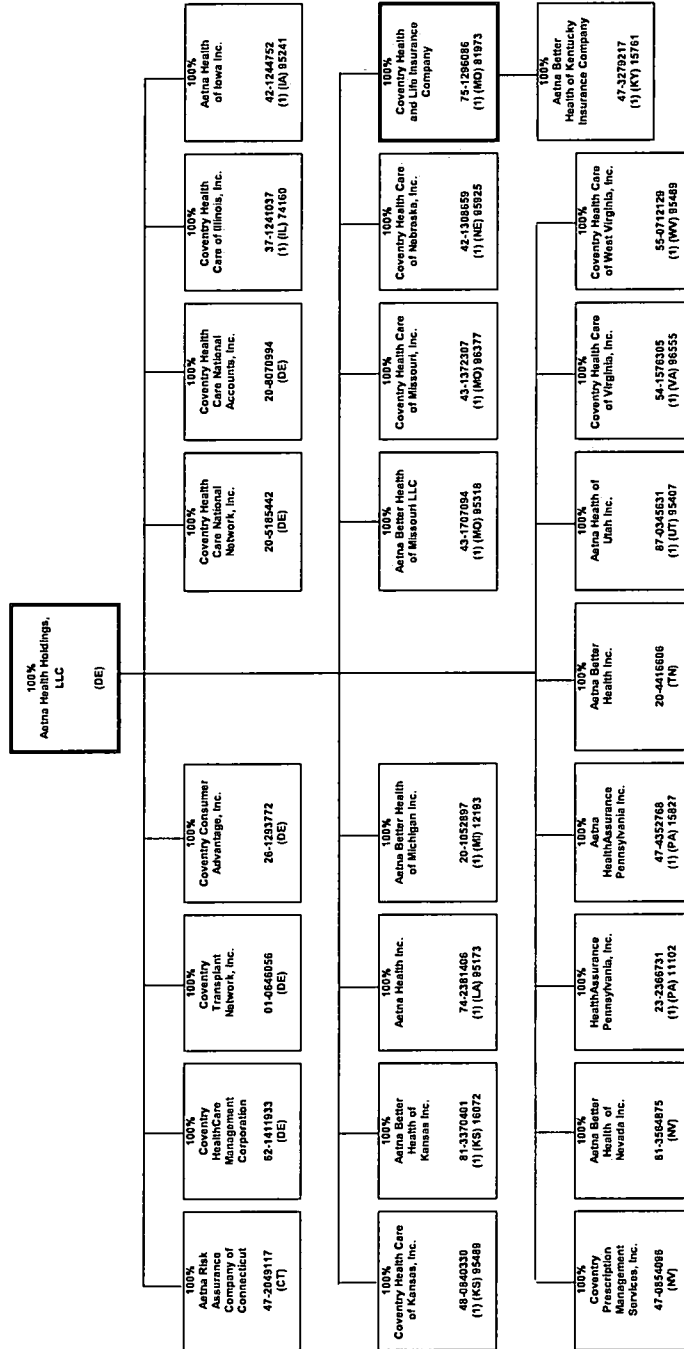 100%
Aetna Health Holdings,
LLC
(DE)
100%
Aetna Risk
Assurance
Company of
Connecticut
47-2049117
(CT)
100%
Coventry
HealthCare
Management
Corporation
62-1411933
(DE)
100%
Coventry
Transplant
Network, Inc.
01-0646056
(DE)
100%
Coventry Consumer
Advantage, Inc.
26-1293772
(DE)
100%
Coventry Health
Care National
Network, Inc.
20-5185442
(DE)
100%
Coventry Health
Care National
Accounts, Inc.
20-8070994
(DE)
100%
Coventry Health
Care of Illinois, Inc.
37-1241037
(1) (IL) 74160
100%
Aetna Health
of Iowa Inc.
42-1244752
(1) (IA) 95241
100%
Coventry Health Care
of Kansas, Inc.
48-0840330
(1) (KS) 95489
100%
Aetna Better
Health of
Kansas Inc.
81-3370401
(1) (KS) 16072
100%
Aetna Health Inc.
74-2381406
(1) (LA) 95173
100%
Aetna Better Health
of Michigan Inc.
20-1052897
(1) (MI) 12193
100%
Aetna Better Health
of Missouri LLC
43-1707094
(1) (MO) 95318
100%
Coventry Health Care
of Missouri, Inc.
43-1372307
(1) (MO) 96377
100%
Coventry Health Care
of Nebraska, Inc.
42-1308659
(1) (NE) 95925
100%
Coventry Health
and Life Insurance
Company
75-1296086
(1) (MO) 81973
100%
Coventry
Prescription
Management
Services, Inc.
47-0854096
(NV)
100%
Aetna Better
Health of
Nevada Inc.
81-3564875
(NV)
100%
HealthAssurance
Pennsylvania, Inc.
23-2366731
(1) (PA) 11102
100%
Aetna
HealthAssurance
Pennsylvania Inc.
47-4352768
(1) (PA) 15827
100%
Aetna Better
Health Inc.
20-4416606
(TN)
100%
Aetna Health of
Utah Inc.
87-0345631
(1) (UT) 95407
100%
Coventry Health Care
of Virginia, Inc.
54-1576305
(1) (VA) 96555
100%
Coventry Health Care
of West Virginia, Inc.
55-0712129
(1) (WV) 95489
100%
Aetna Better
Health of Kentucky
Insurance Company
47-3279217
(1) (KY) 15761